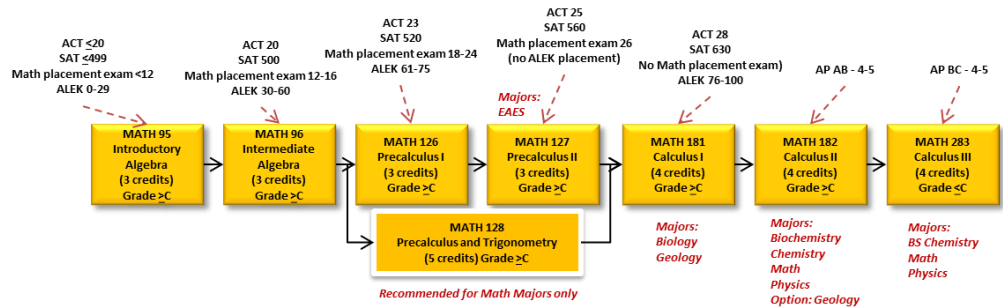 ACT ≤20
SAT ≤499
Math placement exam <12
ALEK 0-29
ACT 20
SAT 500
Math placement exam 12-16
ALEK 30-60
ACT 23
SAT 520
Math placement exam 18-24
ALEK 61-75
ACT 25
SAT 560
Math placement exam 26
(no ALEK placement)
ACT 28
SAT 630
No Math placement exam)
ALEK 76-100
AP AB - 4-5
AP BC - 4-5
Majors:
EAES
MATH 95
Introductory
Algebra
(3 credits)
Grade ≥C
MATH 96
Intermediate
Algebra
(3 credits)
Grade ≥C
MATH 126
Precalculus I
(3 credits)
Grade ≥C
MATH 127
Precalculus II
(3 credits)
Grade ≥C
MATH 181
Calculus I
(4 credits)
Grade ≥C
MATH 182
Calculus II
(4 credits)
Grade ≥C
MATH 283
Calculus III
(4 credits)
Grade ≤C
MATH 128
Precalculus and Trigonometry
(5 credits) Grade ≥C
Recommended for Math Majors only
Majors:
Biology
Geology
Majors:
Biochemistry
Chemistry
Math
Physics
Option: Geology
Majors:
BS Chemistry
Math
Physics